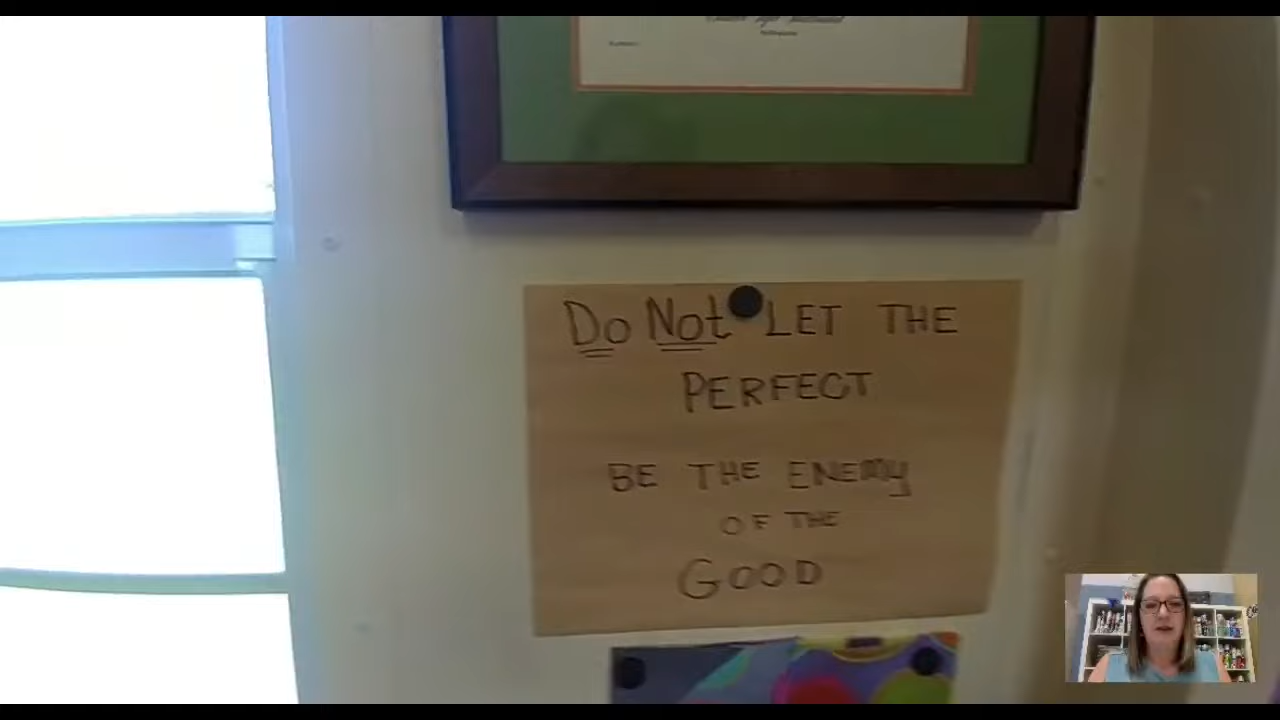 Do Not LET THE
PERFECT
BE THE ENEMY
OF THE
GOOD